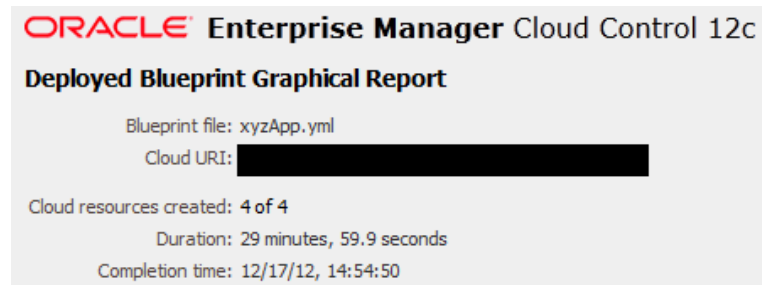 ORACLE Enterprise Manager Cloud Control 12c
Deployed Blueprint Graphical Report
Blueprint file: xyzApp.yml
Cloud URI:
Cloud resources created: 4 of 4
Duration: 29 minutes, 59.9 seconds
Completion time: 12/17/12, 14:54:50